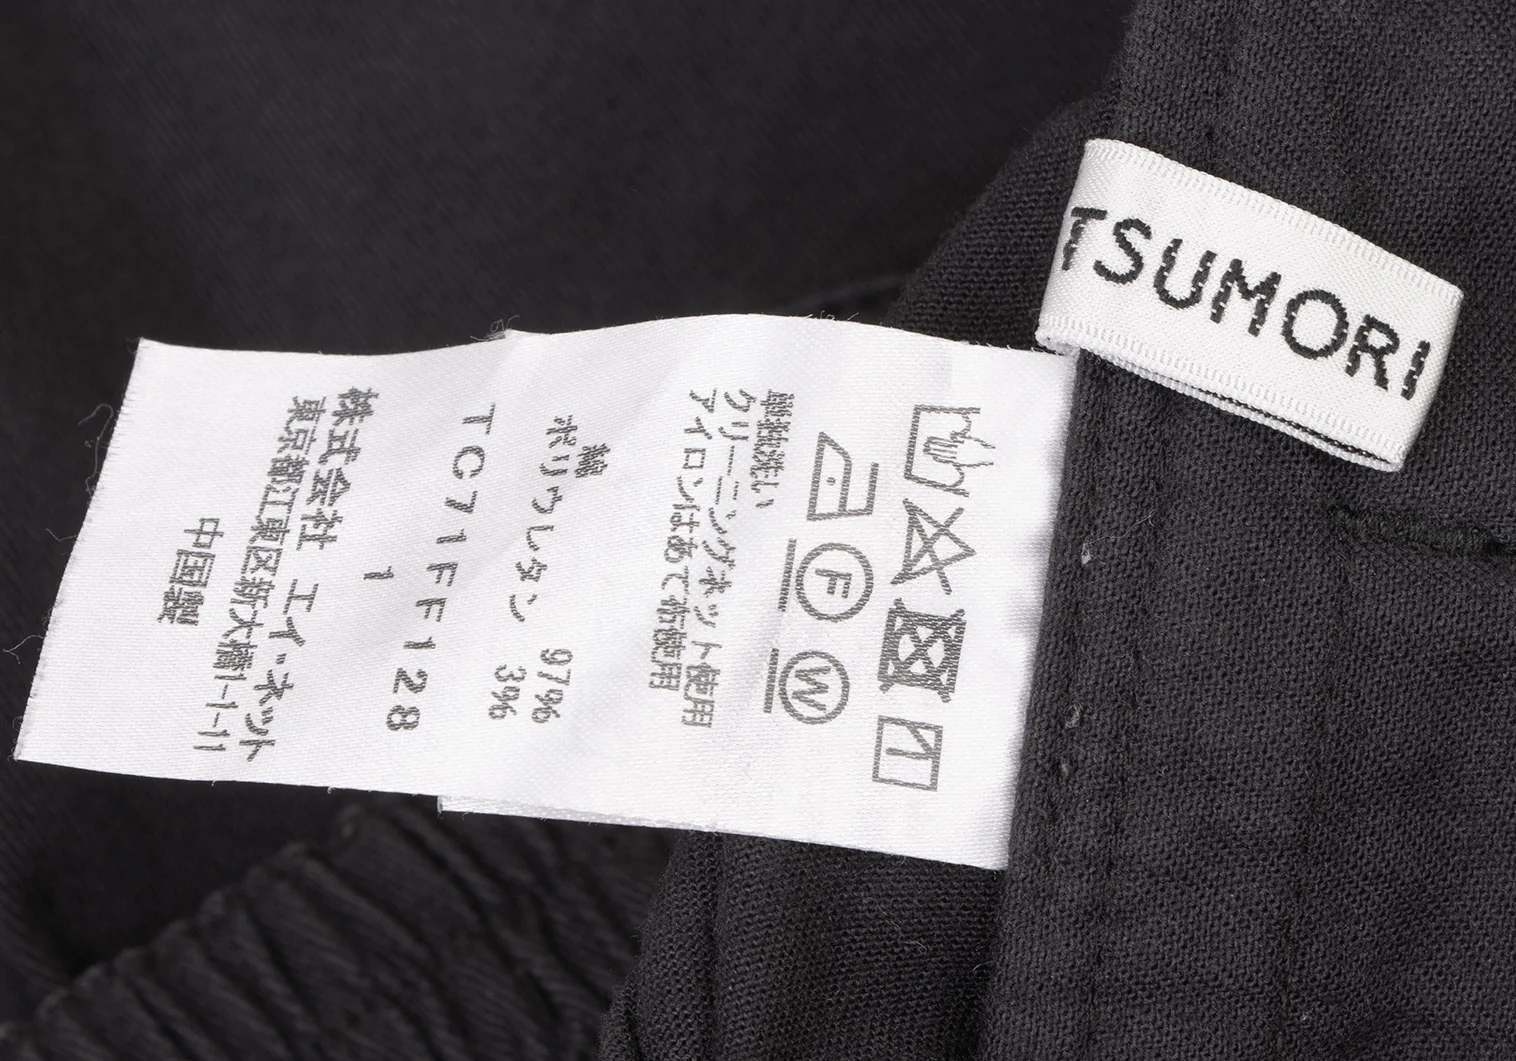 TSUMORI
F
W
単独洗い
クリーニングネット使用
アイロンはあて布使用
綿 97%
ポリウレタン 3%
TC71FF128
1
株式会社 エイ・ネット
東京都江東区新大橋1-1-11
中国製